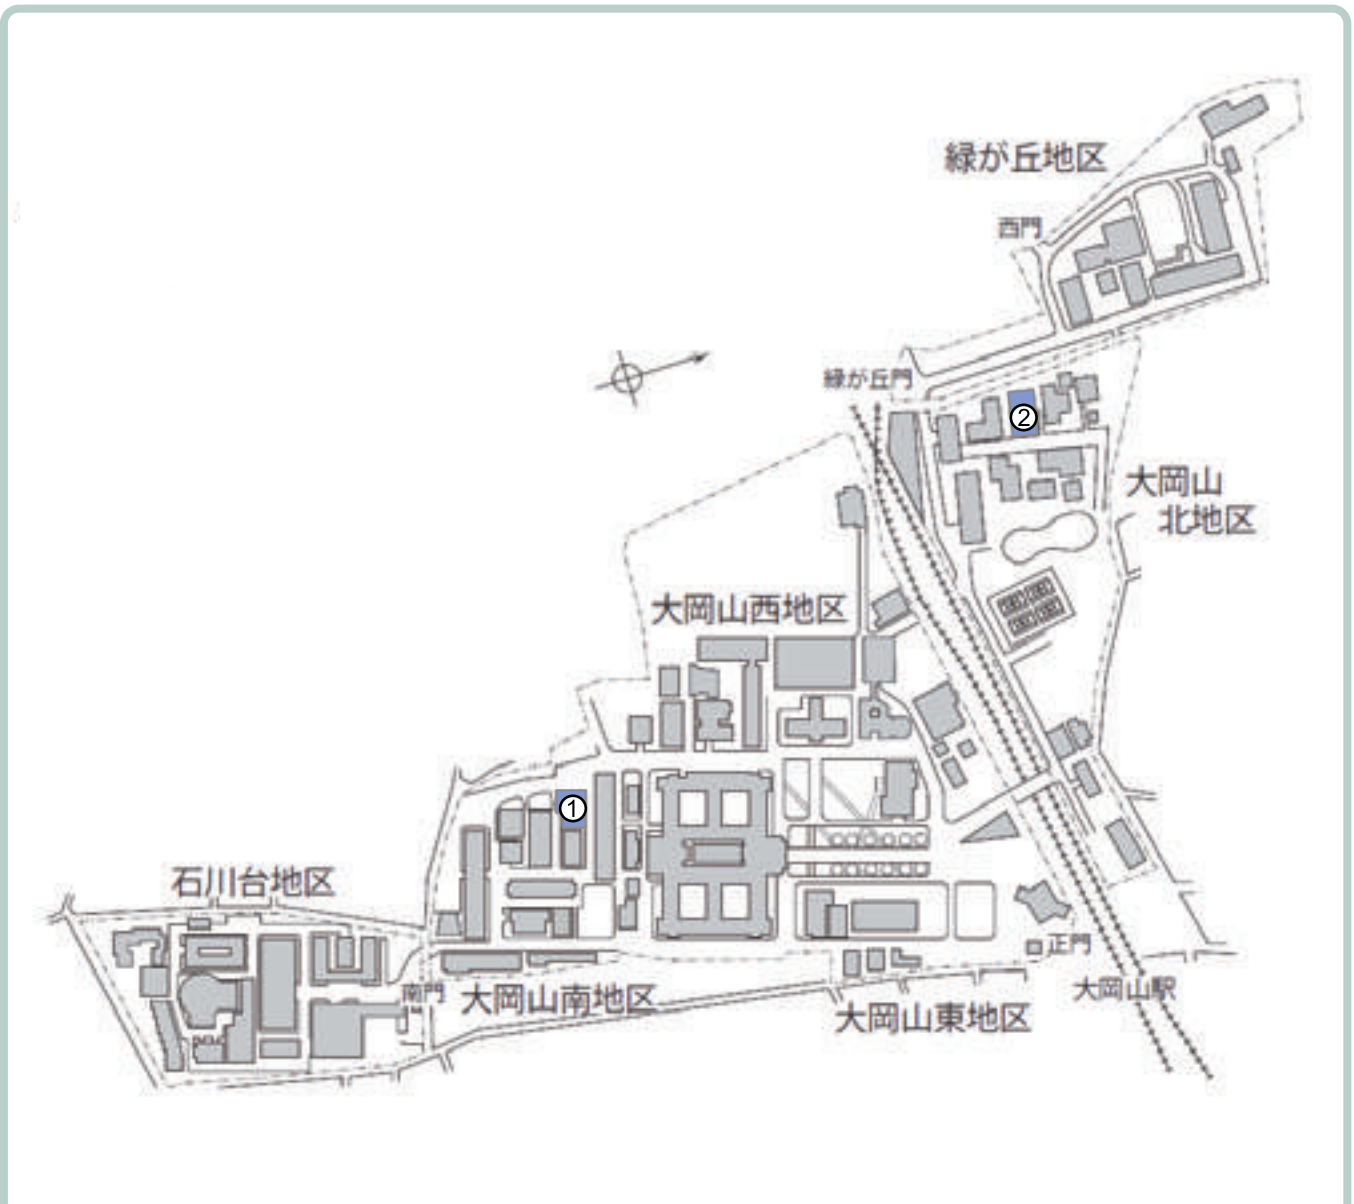 緑が丘地区
西門
緑が丘門
②
大岡山
北地区
大岡山西地区
①
石川台地区
正門
南門
大岡山南地区
大岡山駅
大岡山東地区